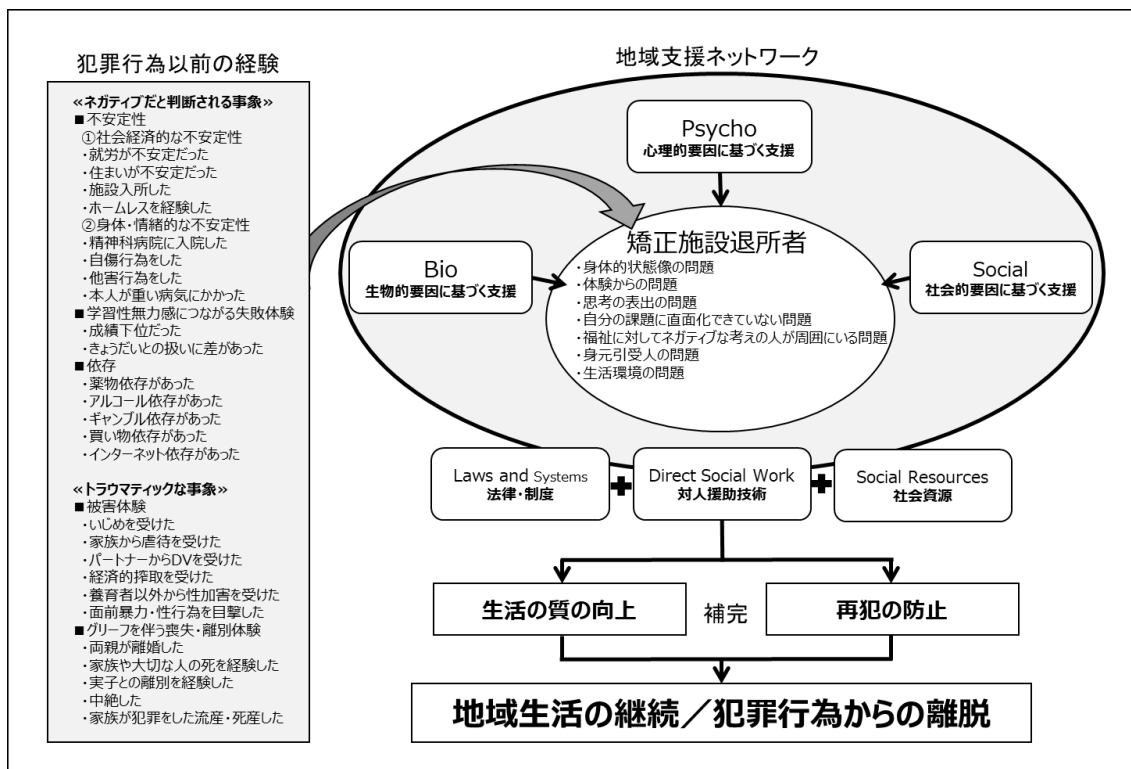 犯罪行為以前の経験
≪ネガティブだと判断される事象≫
■不安定性
①社会経済的な不安定性
・就労が不安定だった
・住まいが不安定だった
・施設入所した
・ホームレスを経験した
②身体・情緒的な不安定性
・精神科病院に入院した
・自傷行為をした
・他害行為をした
・本人が重い病気にかかった
■学習性無力感につながる失敗体験
・成績下位だった
・きょうだいとの扱いに差があった
■依存
・薬物依存があった
・アルコール依存があった
・ギャンブル依存があった
・買い物依存があった
・インターネット依存があった
≪トラウマティックな事象≫
■被害体験
・いじめを受けた
・家族から虐待を受けた
・パートナーからDVを受けた
・経済的搾取を受けた
・養育者以外から性加害を受けた
・面前暴力・性行為を目撃した
■グリーフを伴う喪失・離別体験
・両親が離婚した
・家族や大切な人の死を経験した
・実子との離別を経験した
・中絶した
・家族が犯罪をした流産・死産した
地域支援ネットワーク
Psycho
心理的要因に基づく支援
Bio
生物的要因に基づく支援
矯正施設退所者
・身体的状態像の問題
・体験からの問題
・思考の表出の問題
・自分の課題に直面化できていない問題
・福祉に対してネガティブな考えの人が周囲にいる問題
・身元引受人の問題
・生活環境の問題
Social
社会的要因に基づく支援
Laws and Systems
法律・制度
+
Direct Social Work
対人援助技術
+
Social Resources
社会資源
生活の質の向上
補完
再犯の防止
地域生活の継続／犯罪行為からの離脱